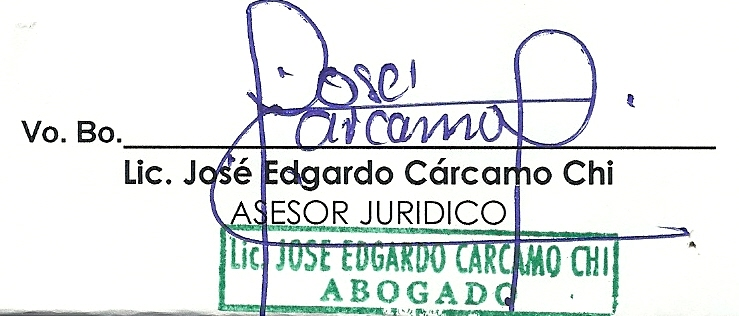 José
Cárcamo
Vo. Bo.
Lic. José Edgardo Cárcamo Chi
ASESOR JURIDICO
Lic. JOSE EDGARDO CARCAMO CHI
ABOGADO